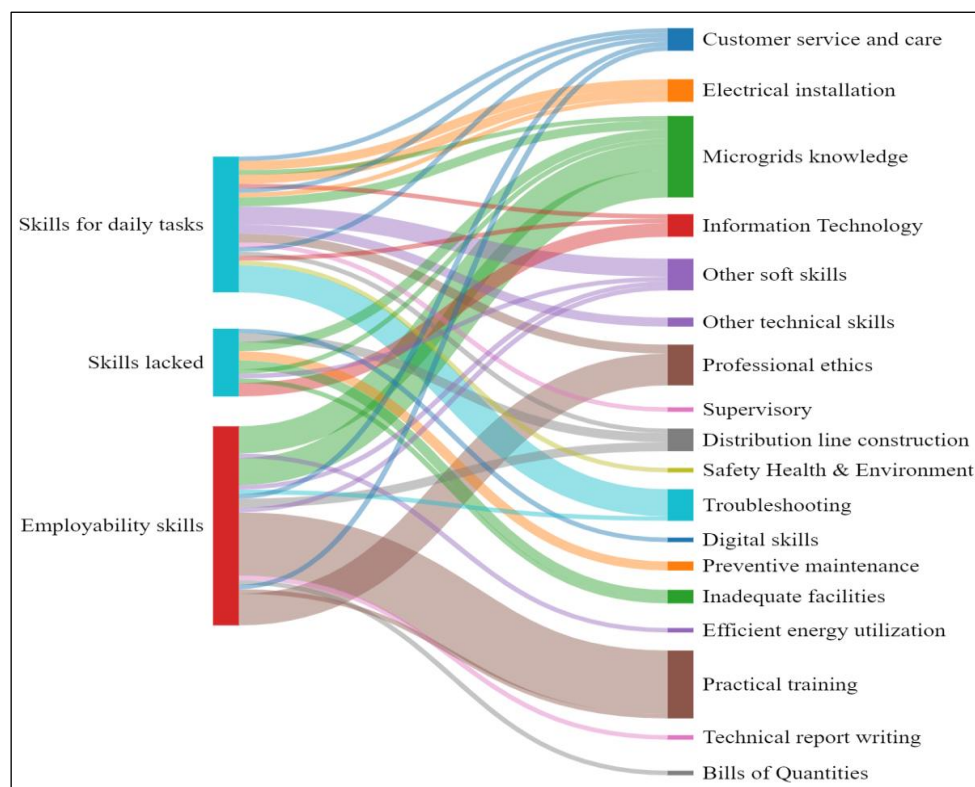 Skills for daily tasks
Skills lacked
Employability skills
Customer service and care
Electrical installation
Microgrids knowledge
Information Technology
Other soft skills
Other technical skills
Professional ethics
Supervisory
Distribution line construction
Safety Health & Environment
Troubleshooting
Digital skills
Preventive maintenance
Inadequate facilities
Efficient energy utilization
Practical training
Technical report writing
Bills of Quantities